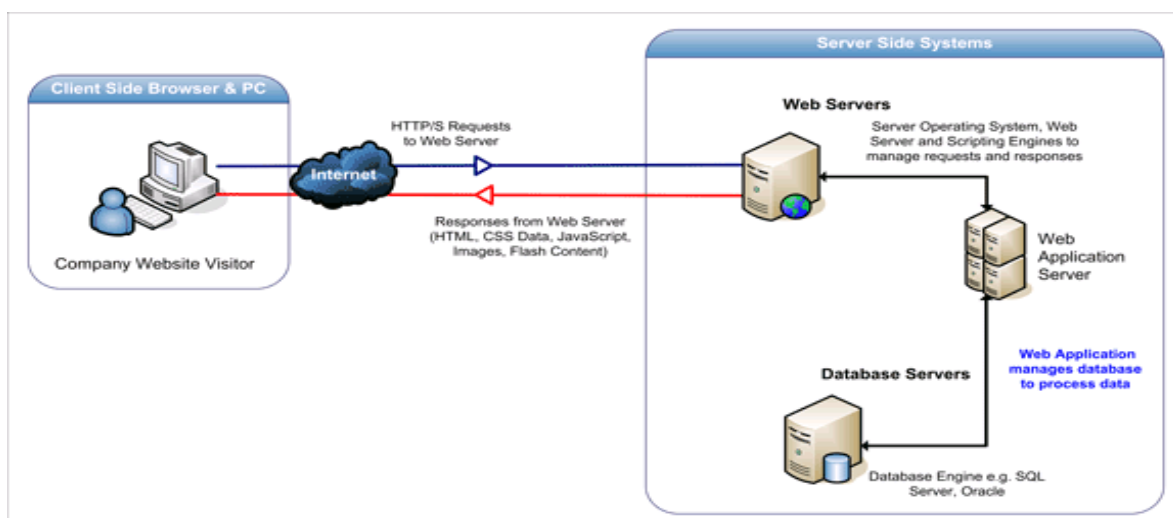 Server Side Systems
Client Side Browser & PC
Web Servers
HTTP/S Requests
to Web Server
Server Operating System, Web
Server and Scripting Engines to
manage requests and responses
Internet
Responses from Web Server
(HTML, CSS Data, JavaScript,
Images, Flash Content)
Company Website Visitor
Web
Application
Server
Web Application
manages database
to process data
Database Servers
Database Engine e.g. SQL
Server, Oracle